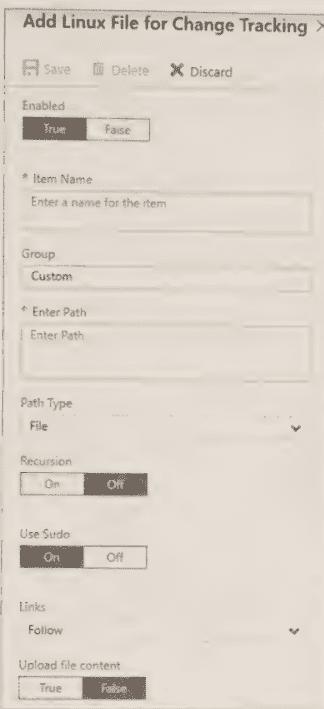 Add Linux File for Change Tracking
Save Delete Discard
Enabled
True False
* Item Name
Enter a name for the item
Group
Custom
* Enter Path
Enter Path
Path Type
File
Recursion
On Off
Use Sudo
On Off
Links
Follow
Upload file content
True False